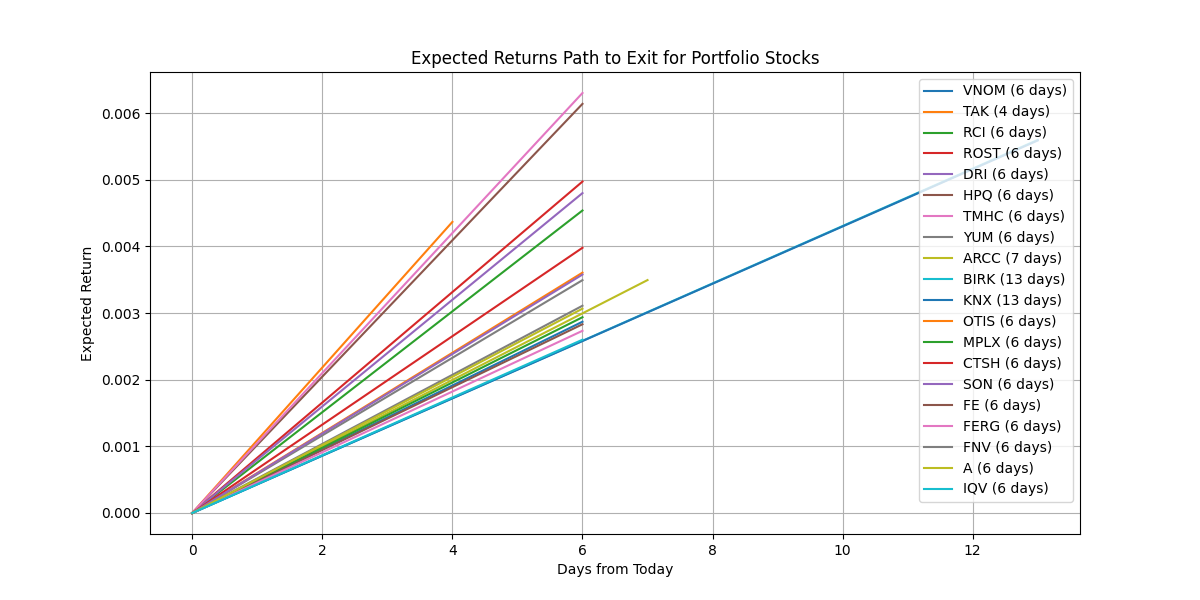 Expected Returns Path to Exit for Portfolio Stocks
Expected Return
0.006
0.005
0.004
0.003
0.002
0.001
0.000
VNOM (6 days)
TAK (4 days)
RCI (6 days)
ROST (6 days)
DRI (6 days)
HPQ (6 days)
TMHC (6 days)
YUM (6 days)
ARCC (7 days)
BIRK (13 days)
KNX (13 days)
OTIS (6 days)
MPLX (6 days)
CTSH (6 days)
SON (6 days)
FE (6 days)
FERG (6 days)
FNV (6 days)
A (6 days)
IQV (6 days)
0 2 4 6 8 10 12
Days from Today